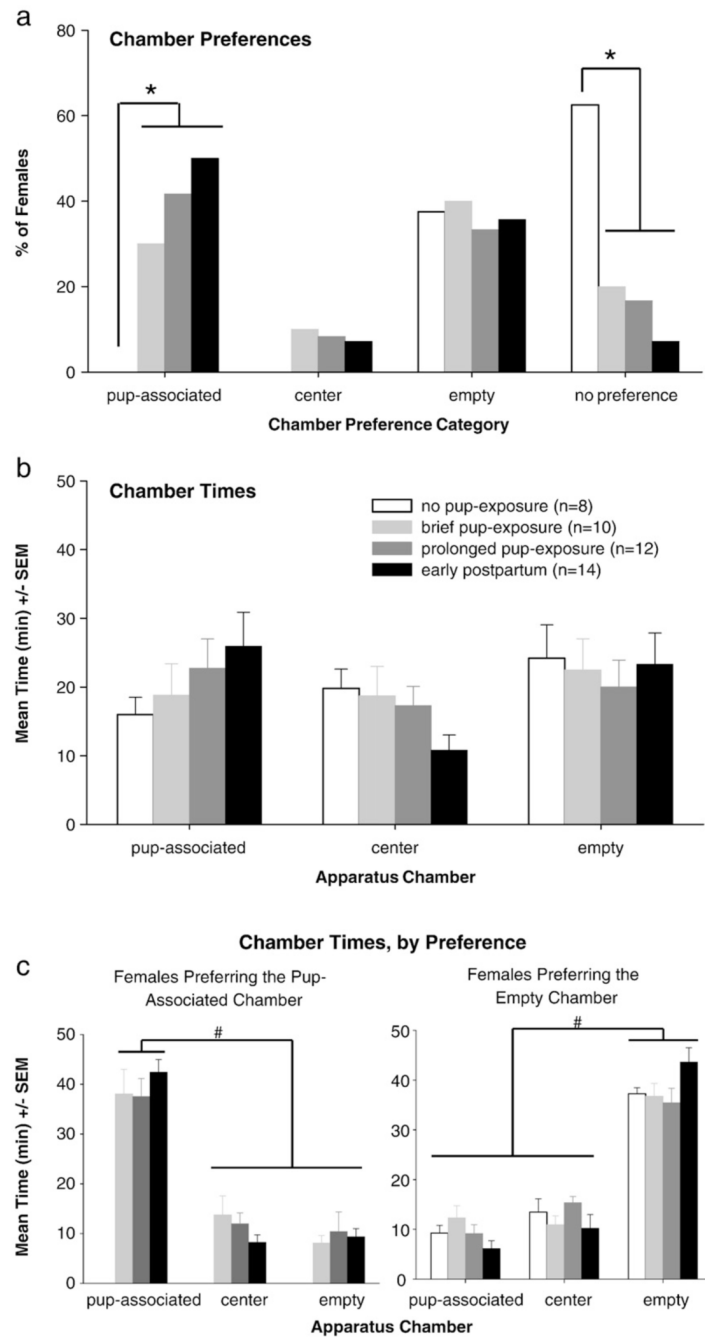 a
Chamber Preferences
80
60
40
20
0
% of Females
*
*
pup-associated center empty no preference
Chamber Preference Category
b
Chamber Times
50
40
30
20
10
0
Mean Time (min) +/- SEM
no pup-exposure (n=8)
brief pup-exposure (n=10)
prolonged pup-exposure (n=12)
early postpartum (n=14)
pup-associated center empty
Apparatus Chamber
Chamber Times, by Preference
c
Females Preferring the Pup-
Associated Chamber
50
40
30
20
10
0
Mean Time (min) +/- SEM
#
pup-associated center empty
Females Preferring the
Empty Chamber
50
40
30
20
10
0
#
pup-associated center empty
Apparatus Chamber